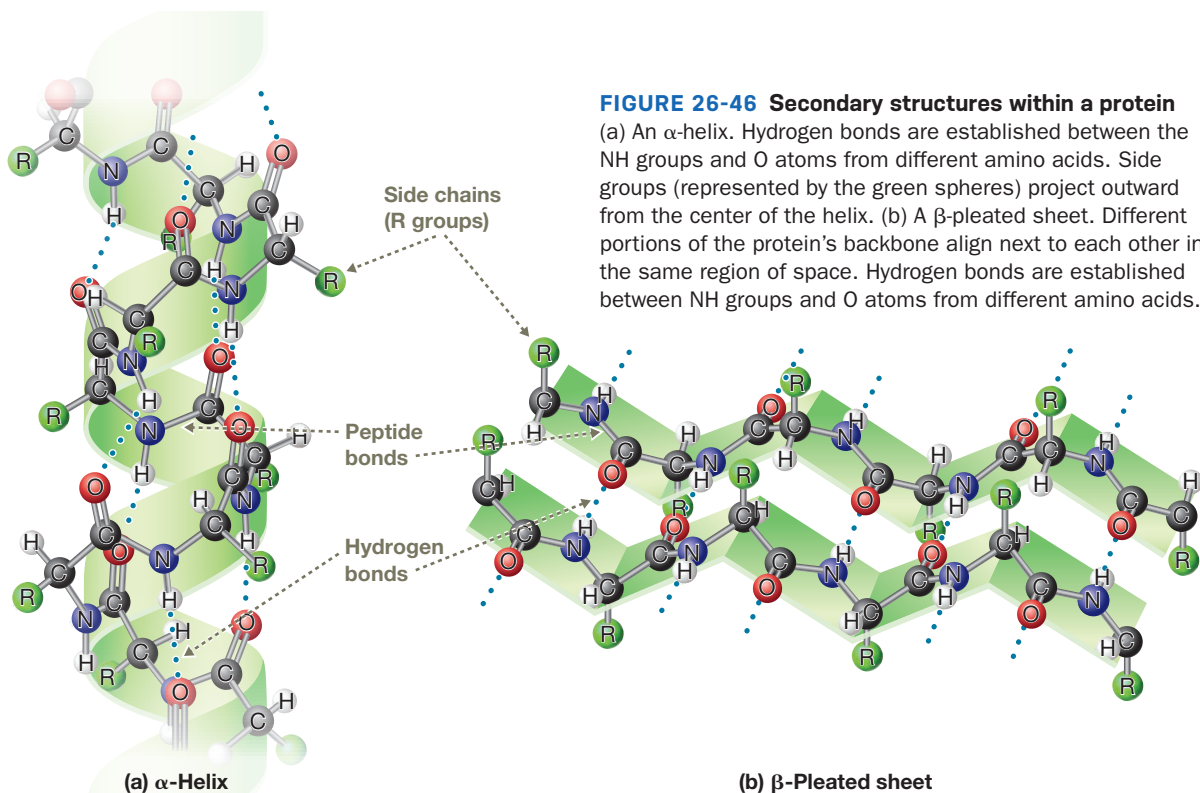 FIGURE 26-46 Secondary structures within a protein
(a) An α-helix. Hydrogen bonds are established between the
NH groups and O atoms from different amino acids. Side
groups (represented by the green spheres) project outward
from the center of the helix. (b) A β-pleated sheet. Different
portions of the protein's backbone align next to each other in
the same region of space. Hydrogen bonds are established
between NH groups and O atoms from different amino acids.
Side chains
(R groups)
Peptide
bonds
Hydrogen
bonds
(a) α-Helix
(b) β-Pleated sheet